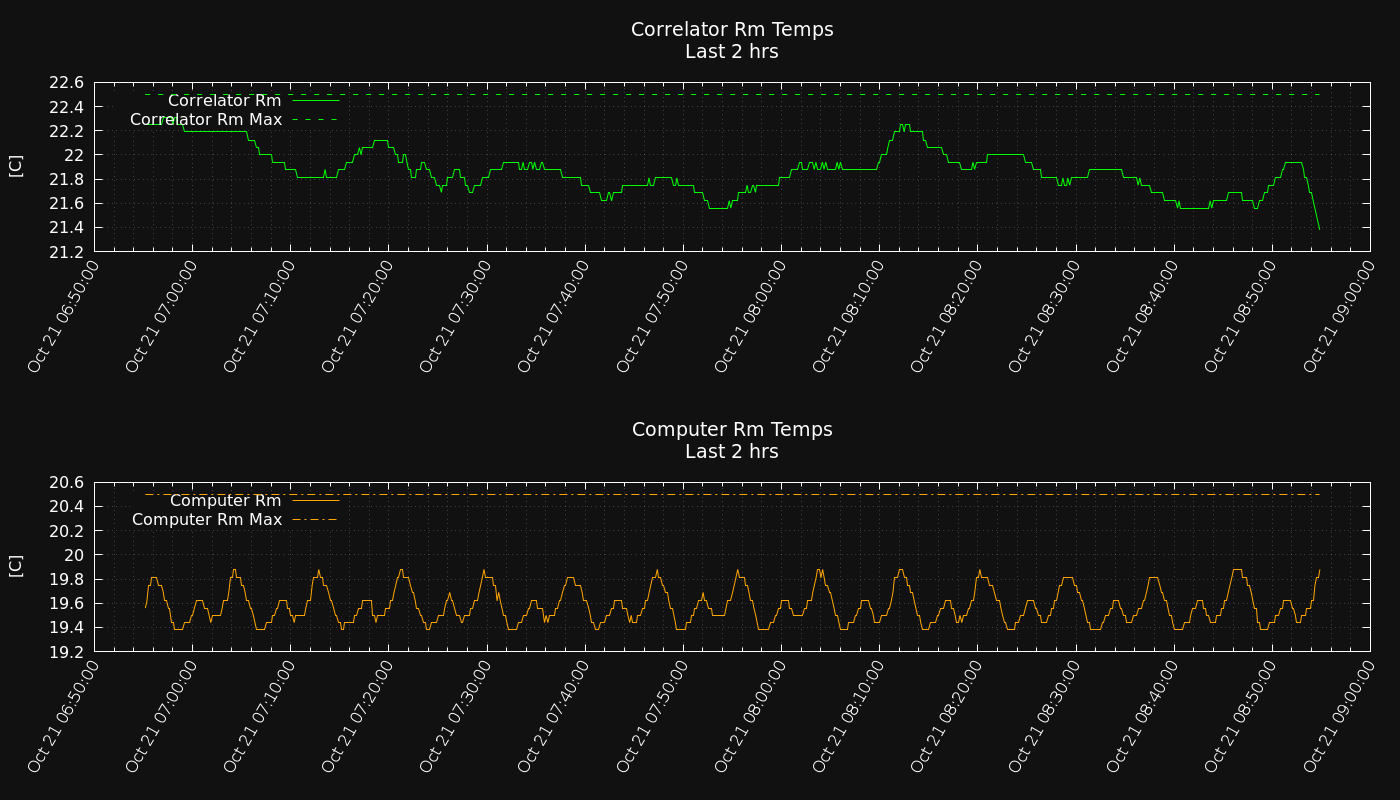 Correlator Rm Temps
Last 2 hrs
22.6
22.4
22.2
22
21.8
21.6
21.4
21.2
[C]
Correlator Rm
Correlator Rm Max
Oct 21 06:50:00
Oct 21 07:00:00
Oct 21 07:10:00
Oct 21 07:20:00
Oct 21 07:30:00
Oct 21 07:40:00
Oct 21 07:50:00
Oct 21 08:00:00
Oct 21 08:10:00
Oct 21 08:20:00
Oct 21 08:30:00
Oct 21 08:40:00
Oct 21 08:50:00
Oct 21 09:00:00
Computer Rm Temps
Last 2 hrs
20.6
20.4
20.2
20
19.8
19.6
19.4
19.2
[C]
Computer Rm
Computer Rm Max
Oct 21 06:50:00
Oct 21 07:00:00
Oct 21 07:10:00
Oct 21 07:20:00
Oct 21 07:30:00
Oct 21 07:40:00
Oct 21 07:50:00
Oct 21 08:00:00
Oct 21 08:10:00
Oct 21 08:20:00
Oct 21 08:30:00
Oct 21 08:40:00
Oct 21 08:50:00
Oct 21 09:00:00